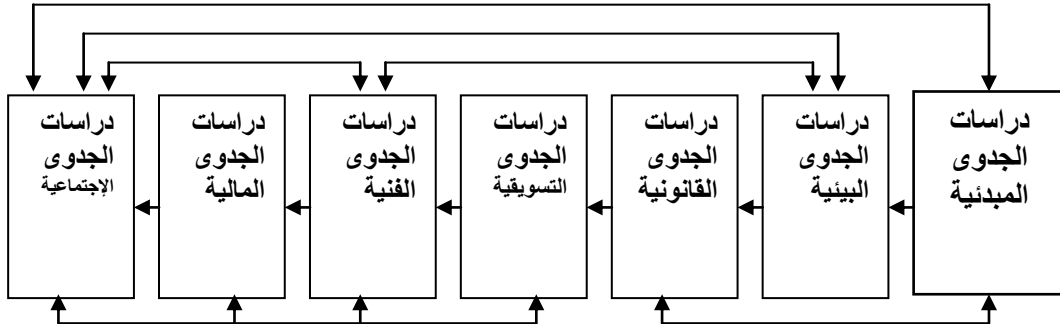 دراسات
الجدوى
المبدئية
دراسات
الجدوى
البيئية
دراسات
الجدوى
القانونية
دراسات
الجدوى
التسويقية
دراسات
الجدوى
الفنية
دراسات
الجدوى
المالية
دراسات
الجدوى
الإجتماعية